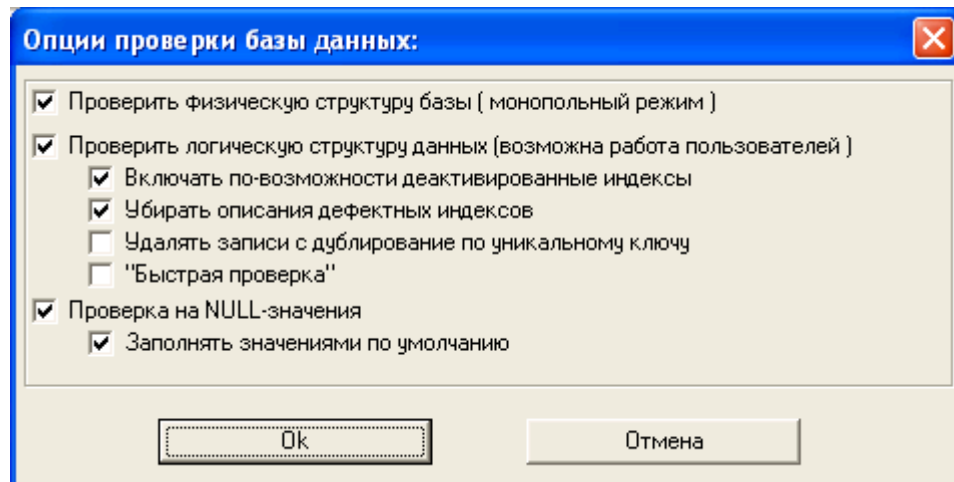 Опции проверки базы данных:
Проверить физическую структуру базы ( монопольный режим )
Проверить логическую структуру данных (возможна работа пользователей )
Включать по-возможности деактивированные индексы
Убирать описания дефектных индексов
Удалять записи с дублирование по уникальному ключу
"Быстрая проверка"
Проверка на NULL-значения
Заполнять значениями по умолчанию
Ok
Отмена